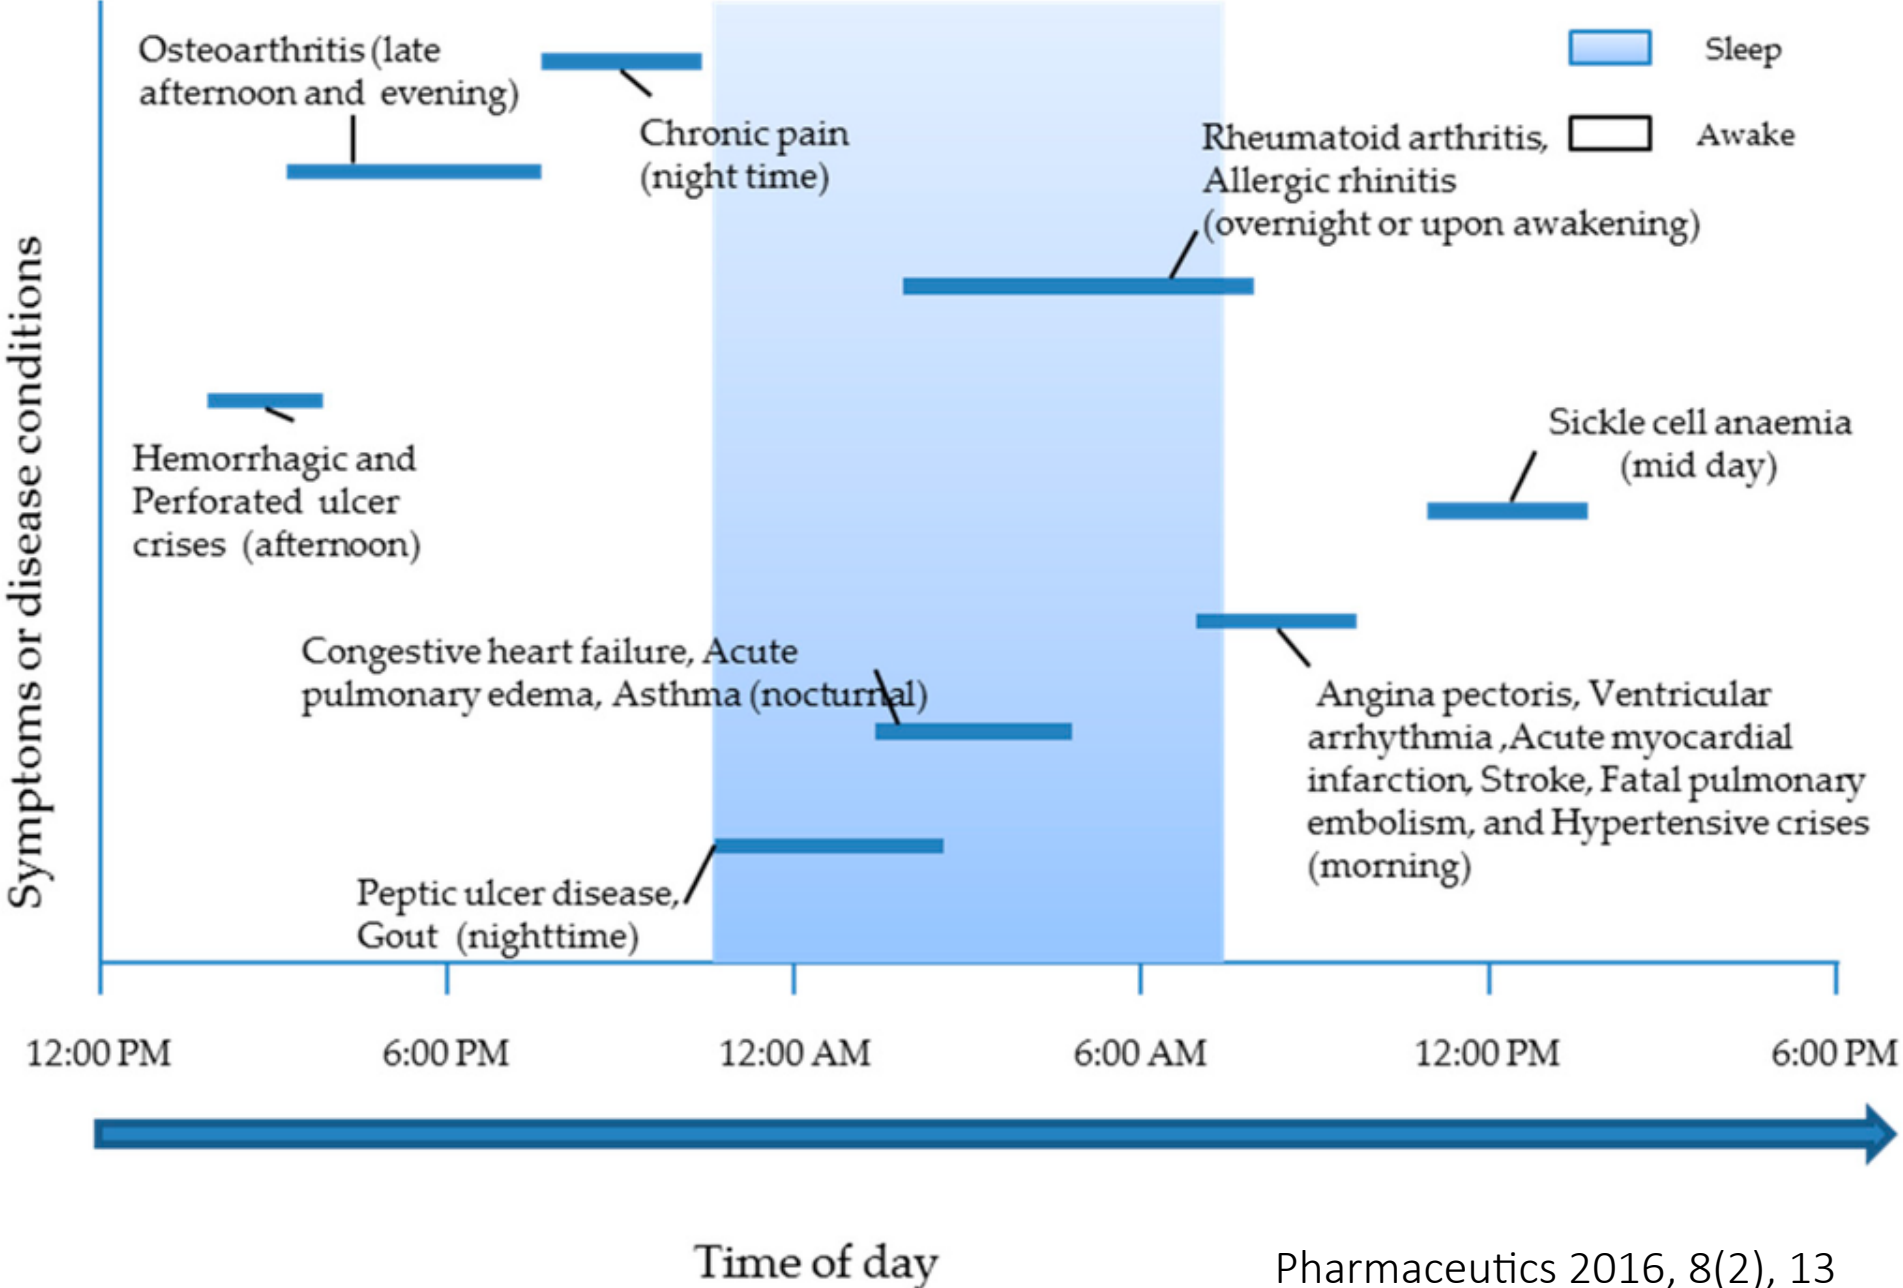 Osteoarthritis (late
afternoon and evening)
Chronic pain
(night time)
Sleep
Awake
Rheumatoid arthritis,
Allergic rhinitis
(overnight or upon awakening)
Symptoms or disease conditions
Hemorrhagic and
Perforated ulcer
crises (afternoon)
Sickle cell anaemia
(mid day)
Congestive heart failure, Acute
pulmonary edema, Asthma (nocturnal)
Angina pectoris, Ventricular
arrhythmia ,Acute myocardial
infarction, Stroke, Fatal pulmonary
embolism, and Hypertensive crises
(morning)
Peptic ulcer disease,
Gout (nighttime)
12:00 PM
6:00 PM
12:00 AM
6:00 AM
12:00 PM
6:00 PM
Time of day
Pharmaceutics 2016, 8(2), 13